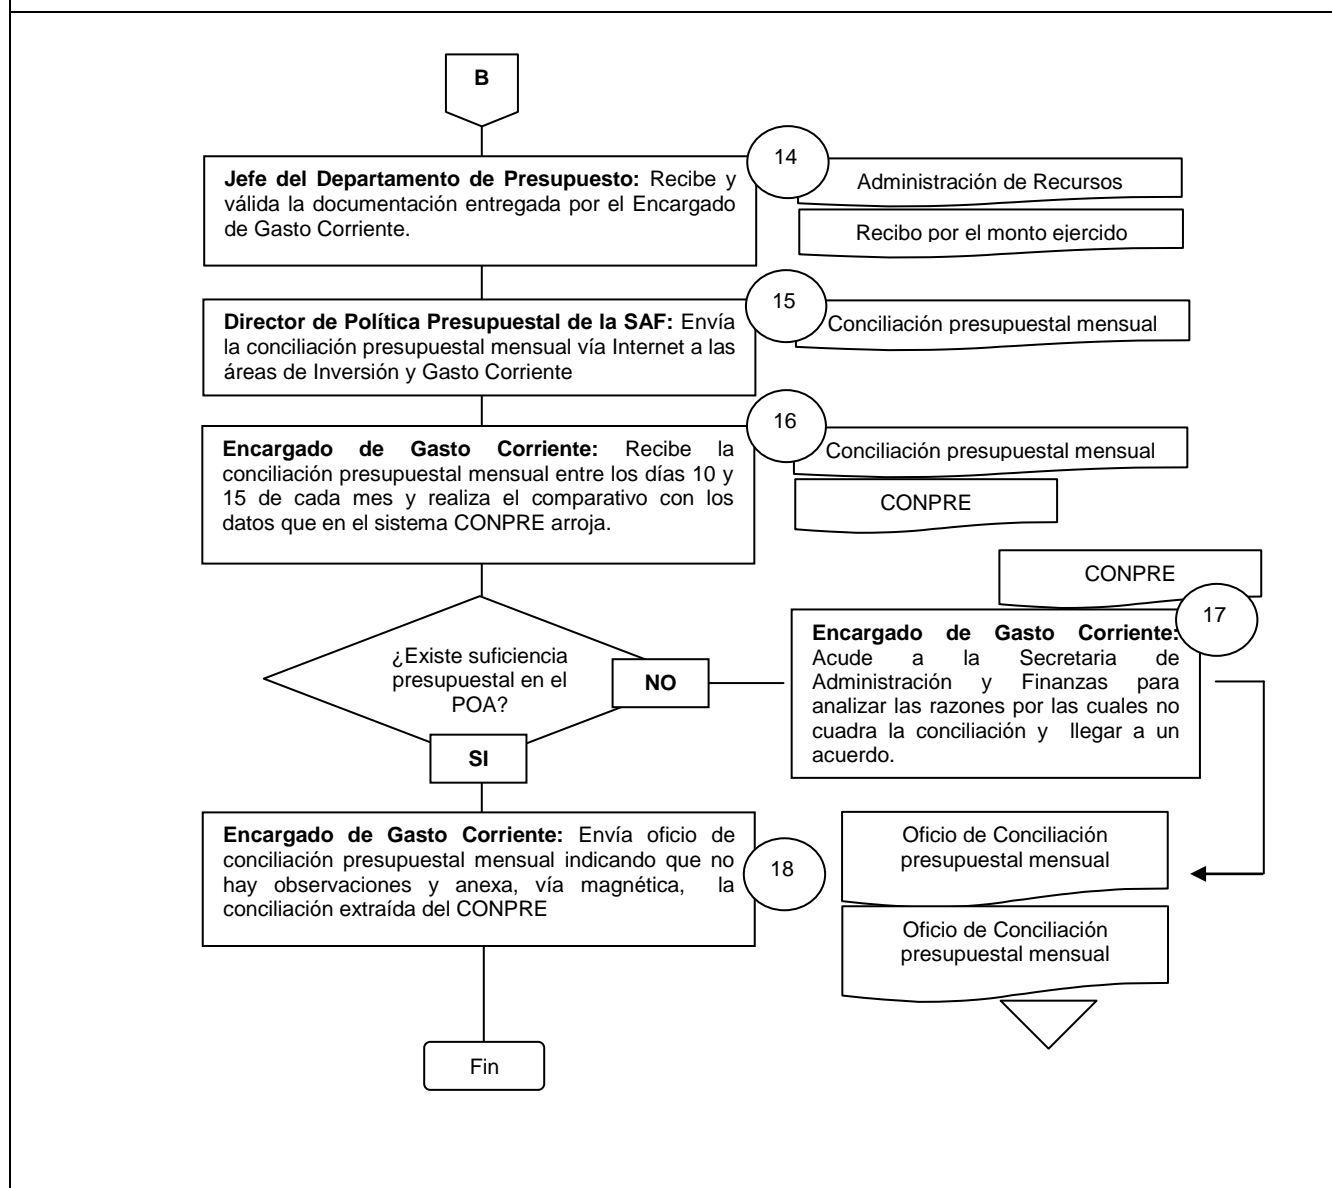 B
14
Jefe del Departamento de Presupuesto: Recibe y
válida la documentación entregada por el Encargado
de Gasto Corriente.
Administración de Recursos
Recibo por el monto ejercido
15
Director de Política Presupuestal de la SAF: Envía
la conciliación presupuestal mensual vía Internet a las
áreas de Inversión y Gasto Corriente
Conciliación presupuestal mensual
16
Encargado de Gasto Corriente: Recibe la
conciliación presupuestal mensual entre los días 10 y
15 de cada mes y realiza el comparativo con los
datos que en el sistema CONPRE arroja.
Conciliación presupuestal mensual
CONPRE
¿Existe suficiencia
presupuestal en el
POA?
NO
CONPRE
17
Encargado de Gasto Corriente:
Acude a la Secretaria de
Administración y Finanzas para
analizar las razones por las cuales no
cuadra la conciliación y llegar a un
acuerdo.
SI
Encargado de Gasto Corriente: Envía oficio de
conciliación presupuestal mensual indicando que no
hay observaciones y anexa, vía magnética, la
conciliación extraída del CONPRE
18
Oficio de Conciliación
presupuestal mensual
Oficio de Conciliación
presupuestal mensual
Fin